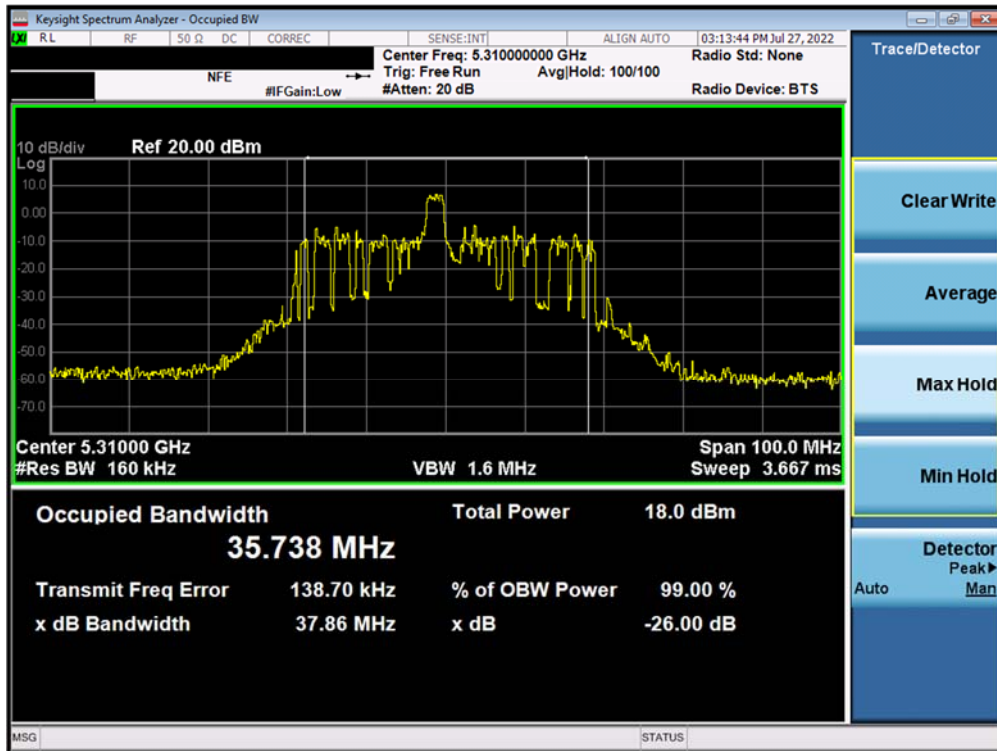 Keysight Spectrum Analyzer - Occupied BW
LXI RL RF 50 Ω DC CORREC SENSE:INT ALIGN AUTO 03:13:44 PM Jul 27, 2022
Center Freq: 5.310000000 GHz Radio Std: None
NFE Trig: Free Run Avg|Hold: 100/100
#IFGain:Low #Atten: 20 dB Radio Device: BTS
10 dB/div Ref 20.00 dBm
Log
10.0
0.00
-10.0
-20.0
-30.0
-40.0
-50.0
-60.0
-70.0
Center 5.31000 GHz Span 100.0 MHz
#Res BW 160 kHz VBW 1.6 MHz Sweep 3.667 ms
Occupied Bandwidth Total Power 18.0 dBm
35.738 MHz
Transmit Freq Error 138.70 kHz % of OBW Power 99.00 %
x dB Bandwidth 37.86 MHz x dB -26.00 dB
MSG STATUS
Trace/Detector
Clear Write
Average
Max Hold
Min Hold
Detector
Peak▶
Auto Man